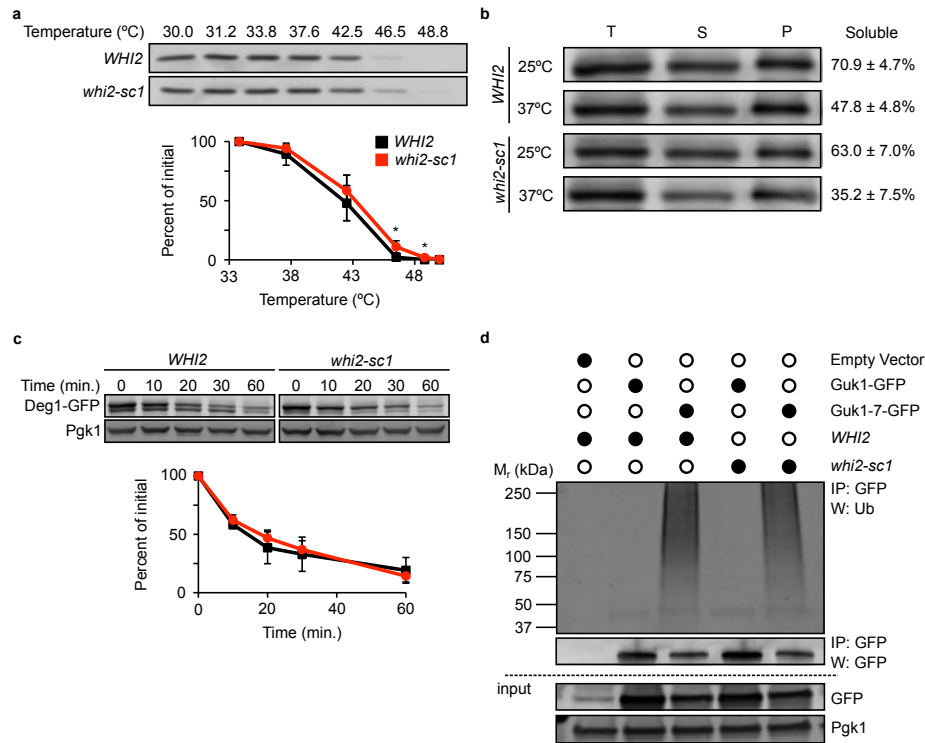 a
Temperature (ºC) 30.0 31.2 33.8 37.6 42.5 46.5 48.8
WHI2
whi2-sc1
Percent of initial
100
50
0
33 38 43 48
Temperature (ºC)
WHI2
whi2-sc1
*
*
b
T S P Soluble
WHI2
25ºC 70.9 ± 4.7%
37ºC 47.8 ± 4.8%
whi2-sc1
25ºC 63.0 ± 7.0%
37ºC 35.2 ± 7.5%
c
WHI2 whi2-sc1
Time (min.) 0 10 20 30 60 0 10 20 30 60
Deg1-GFP
Pgk1
Percent of initial
100
50
0
0 20 40 60
Time (min.)
d
Empty Vector
Guk1-GFP
Guk1-7-GFP
WHI2
whi2-sc1
Mr (kDa)
250
150
100
75
50
37
IP: GFP
W: Ub
IP: GFP
W: GFP
input
GFP
Pgk1